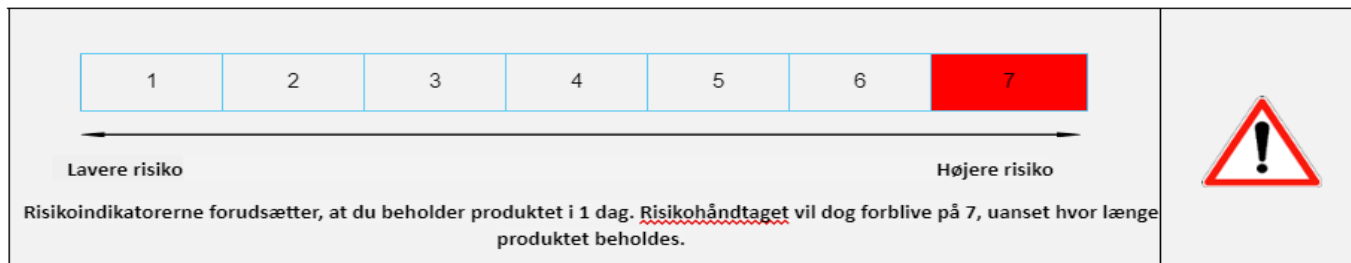 1 2 3 4 5 6 7
Lavere risiko Højere risiko
Risikoindikatorerne forudsætter, at du beholder produktet i 1 dag. Risikohåndtaget vil dog forblive på 7, uanset hvor længe
produktet beholdes.